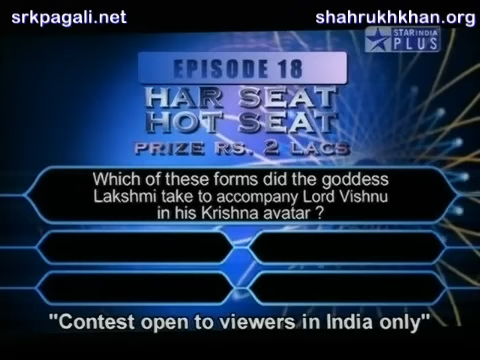 srkpagali.net
shahrukhkhan.org
STAR INDIA
PLUS
EPISODE 18
HAR SEAT
HOT SEAT
PRIZE RS. 2 LACS
Which of these forms did the goddess
Lakshmi take to accompany Lord Vishnu
in his Krishna avatar ?
"Contest open to viewers in India only"